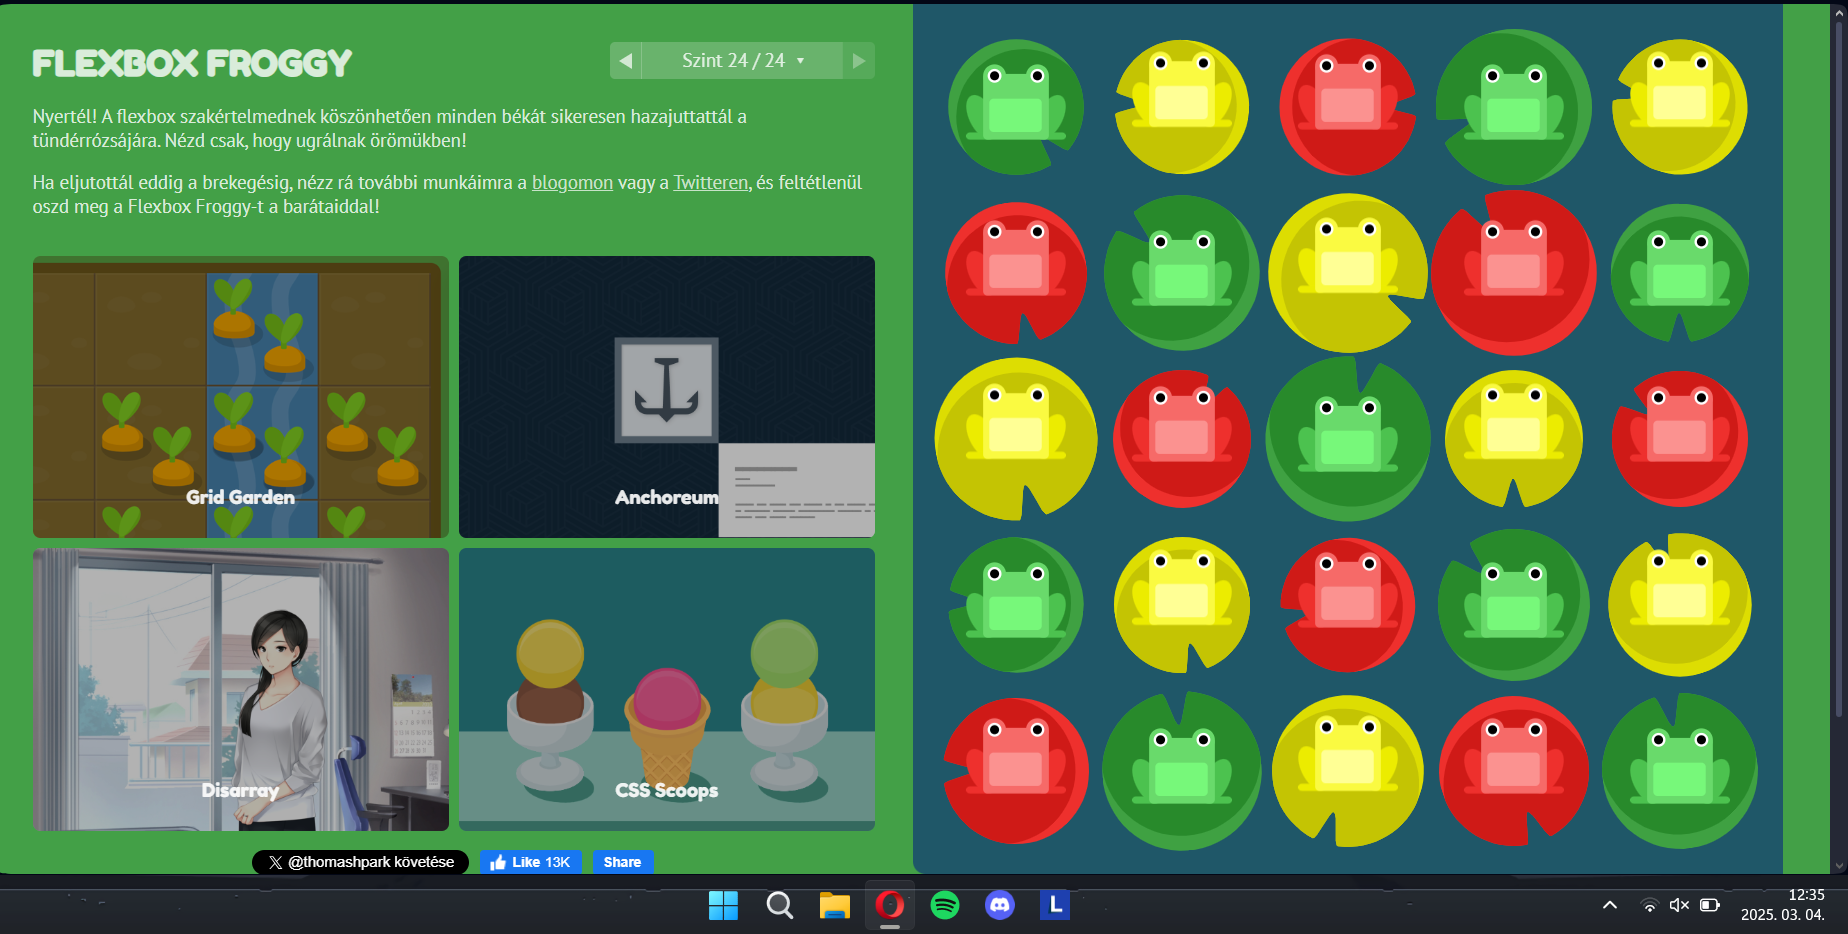 FLEXBOX FROGGY
Szint 24 / 24
Nyertél! A flexbox szakértelmednek köszönhetően minden békát sikeresen hazajuttattál a
tündérrózsájára. Nézd csak, hogy ugrálnak örömükben!
Ha eljutottál eddig a brekegésig, nézz rá további munkáimra a blogomon vagy a Twitteren, és feltétlenül
oszd meg a Flexbox Froggy-t a barátaiddal!
Grid Garden
Anchoreum
Disarray
CSS Scoops
@thomashpark követése
Like 13K
Share
L
12:35
2025. 03. 04.